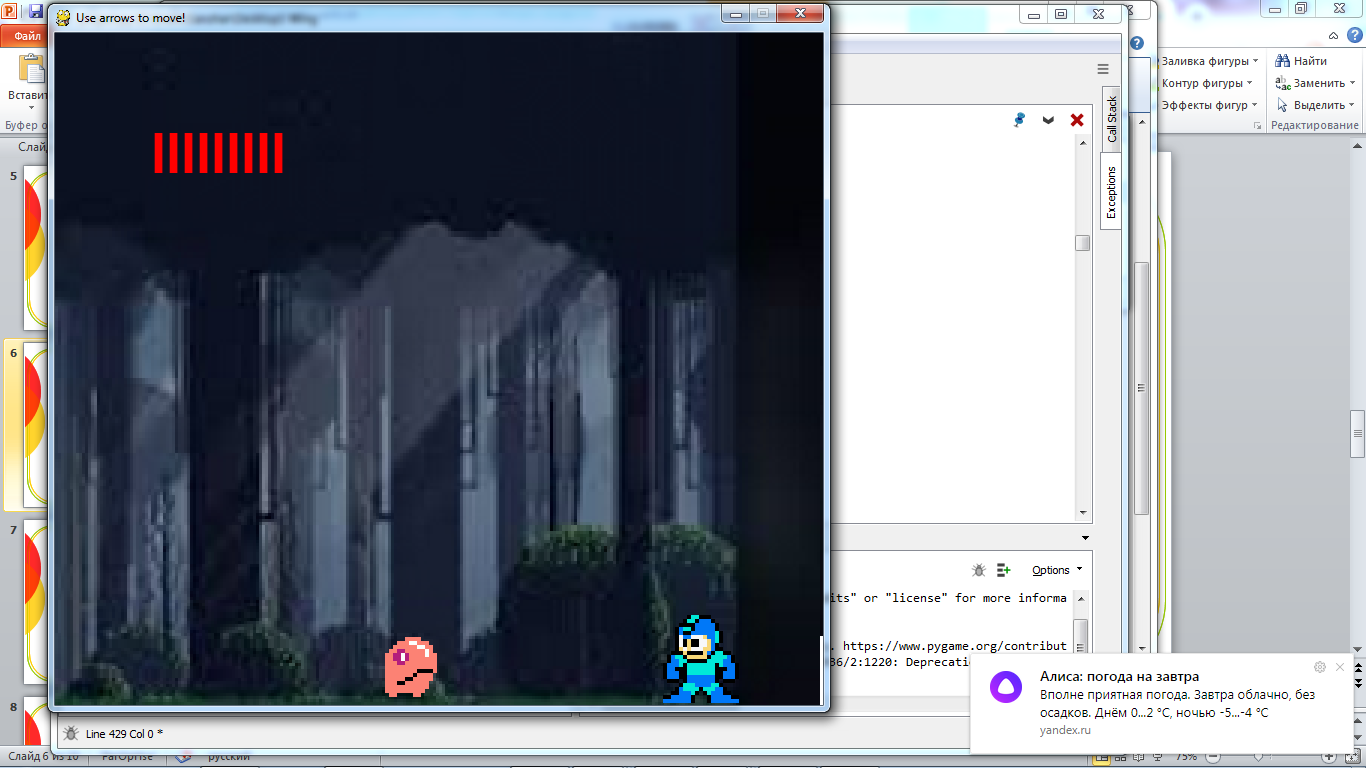 Use arrows to move!
Файл
Вставит
Буфер о
Слай
5
6
7
8
Заливка фигуры
Контур фигуры
Эффекты фигур
Найти
Заменить
Выделить
Редактирование
Call Stack
Exceptions
Options
its" or "license" for more informa
. https://www.pygame.org/contribut
36/2:1220: Deprecatio
Line 429 Col 0 *
Слайд 6 из 10
русский
75%
Алиса: погода на завтра
Вполне приятная погода. Завтра облачно, без
осадков. Днём 0...2 °C, ночью -5...-4 °C
yandex.ru